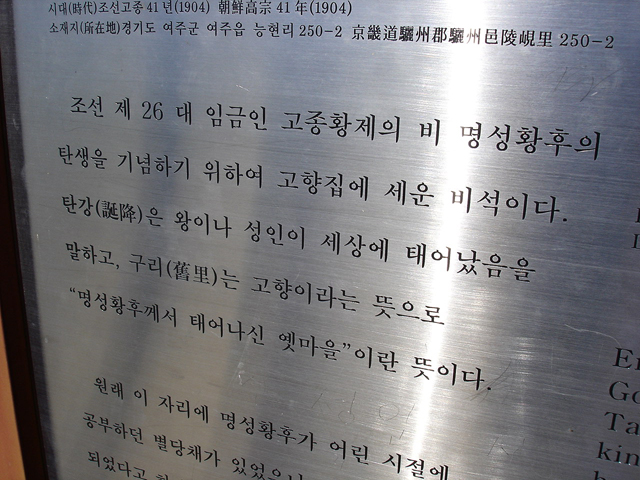 시대(時代)조선고종 41년(1904) 朝鮮高宗 41年(1904)
소재지(所在地)경기도 여주군 여주읍 능현리 250-2 京畿道驪州郡驪州邑陵峴里 250-2
조선 제 26 대 임금인 고종황제의 비 명성황후의
탄생을 기념하기 위하여 고향집에 세운 비석이다.
탄강(誕降)은 왕이나 성인이 세상에 태어났음을
말하고, 구리(舊里)는 고향이라는 뜻으로
“명성황후께서 태어나신 옛마을”이란 뜻이다.
원래 이 자리에 명성황후가 어린 시절에
공부하던 별당채가 있었으나
되었다고
En
Go
Ta
kin